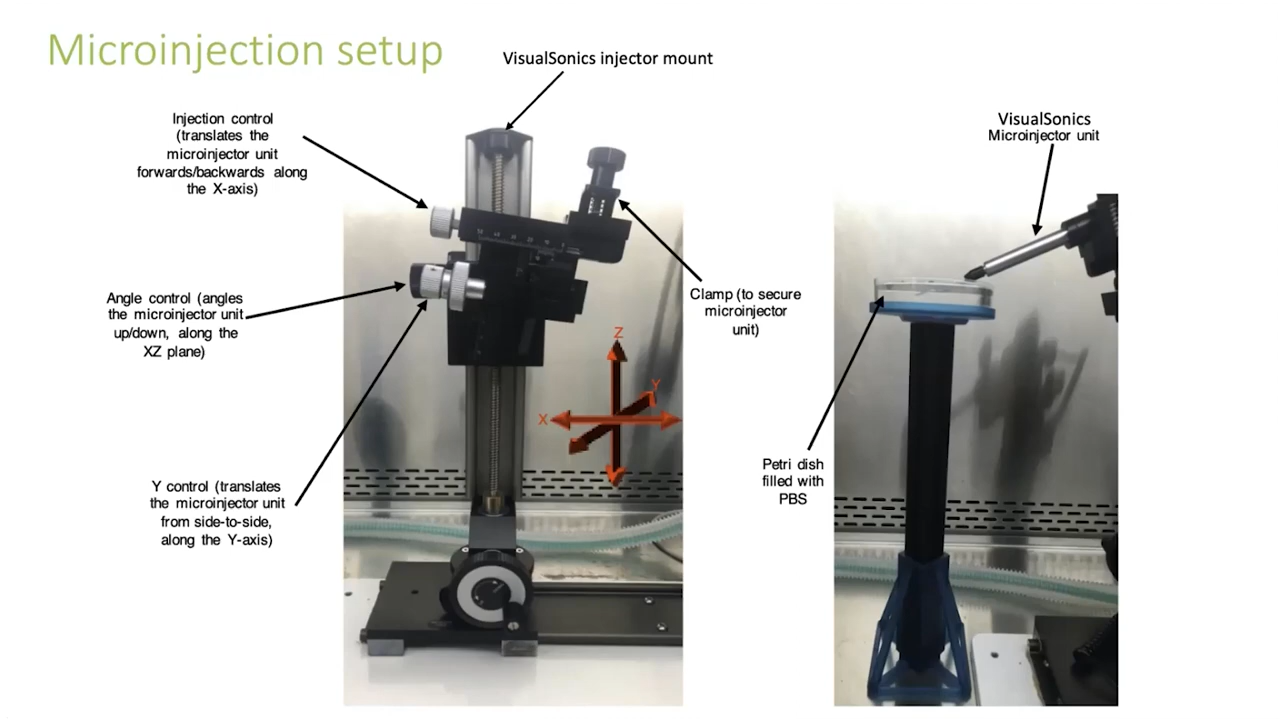 Microinjection setup
VisualSonics injector mount
Injection control
(translates the
microinjector unit
forwards/backwards along
the X-axis)
VisualSonics
Microinjector unit
Angle control (angles
the microinjector unit
up/down, along the
XZ plane)
Clamp (to secure
microinjector
unit)
Z
Y
X
Y control (translates
the microinjector unit
from side-to-side,
along the Y-axis)
Petri dish
filled with
PBS